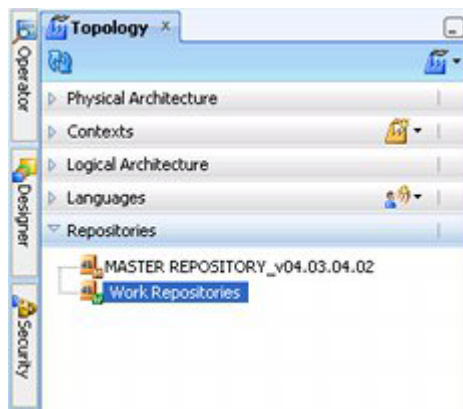 Topology
Operator
Physical Architecture
Contexts
Logical Architecture
Designer
Languages
Repositories
MASTER REPOSITORY_v04.03.04.02
Work Repositories
Security